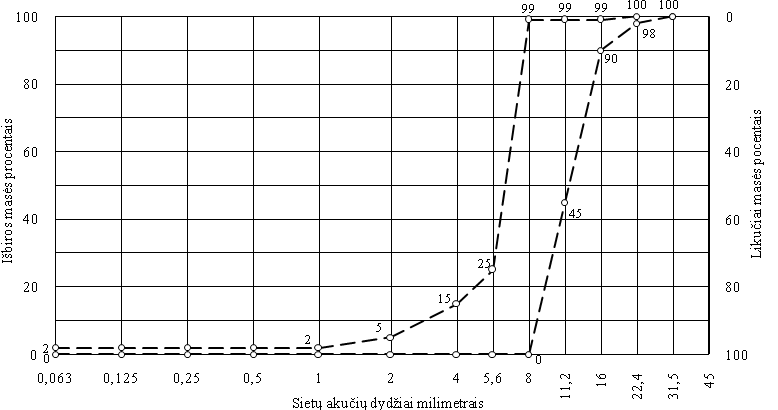 99 99 99 100 100
100 0
98
90
80 20
60 40
Išbiros masės procentais
Likučiai masės pocentais
45
40 60
25
20 80
15
5
2 2
0 0 0 100
0,063 0,125 0,25 0,5 1 2 4 5,6 8 11,2 16 22,4 31,5 45
Sietų akučių dydžiai milimetrais